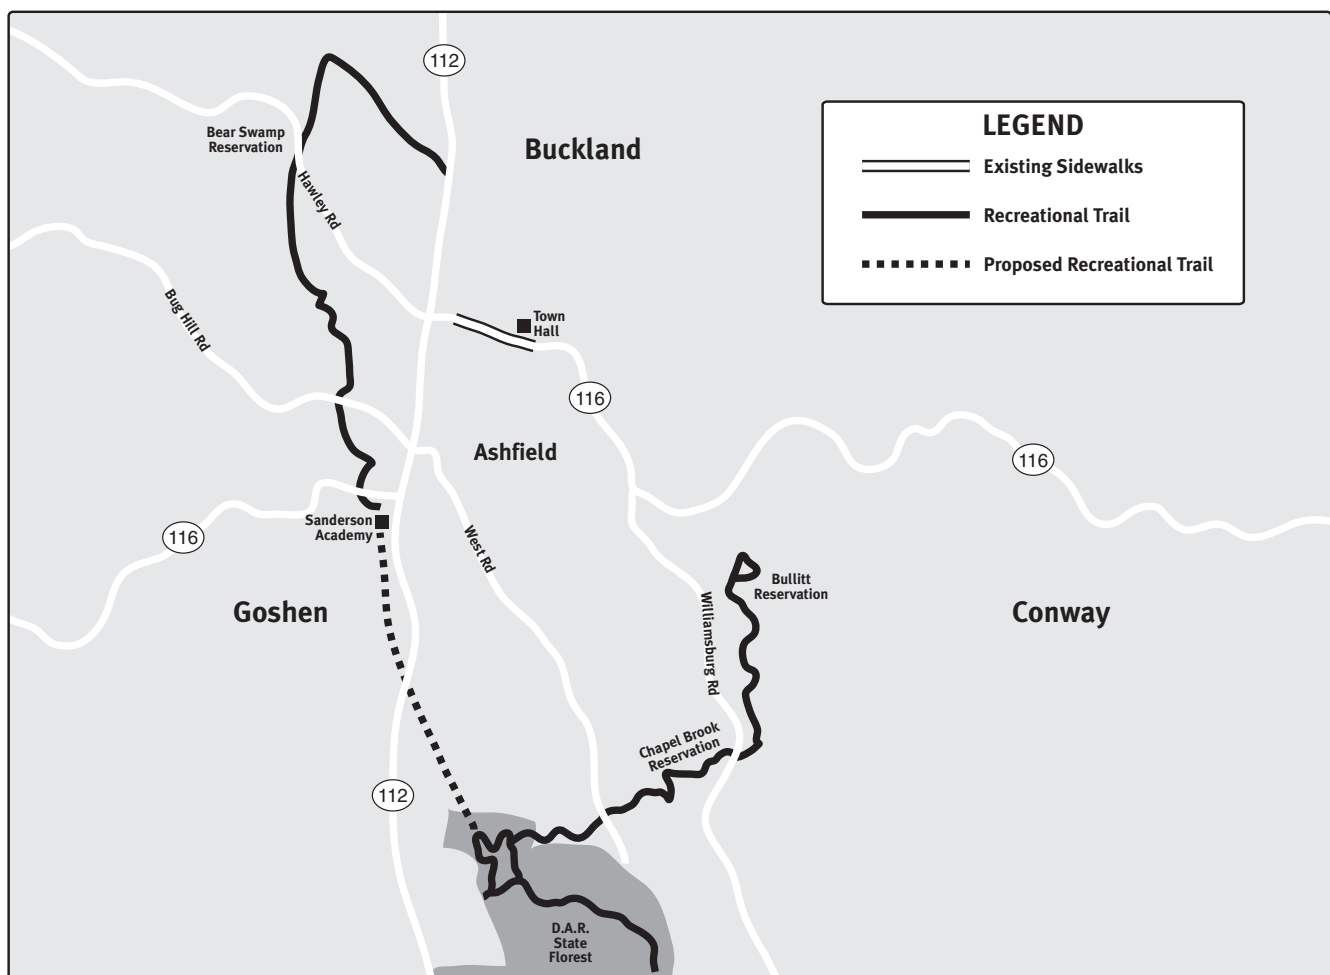 112
Bear Swamp
Reservation
Buckland
LEGEND
Existing Sidewalks
Recreational Trail
Proposed Recreational Trail
Hawley Rd
Bug Hill Rd
Town
Hall
116
Ashfield
116
Sanderson
Academy
116
West Rd
Bullitt
Reservation
Goshen
Williamsburg Rd
Conway
Chapel Brook
Reservation
112
D.A.R.
State
Florest